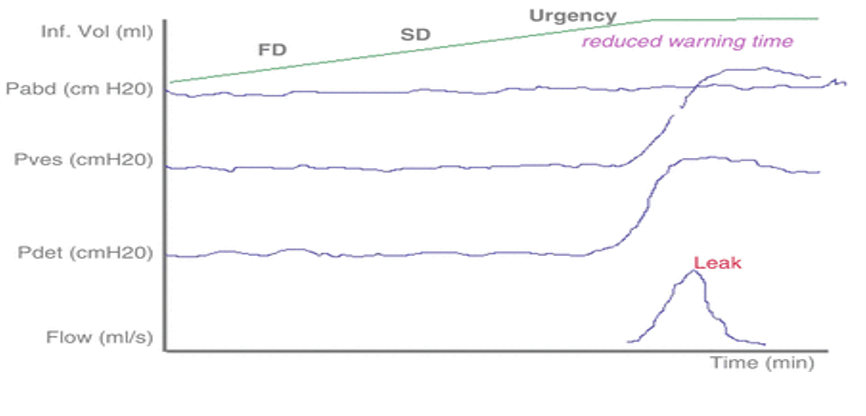 Urgency
Inf. Vol (ml)
SD
FD
reduced warning time
Pabd (cm H20)
Pves (cmH20)
Pdet (cmH20)
Leak
Flow (ml/s)
Time (min)